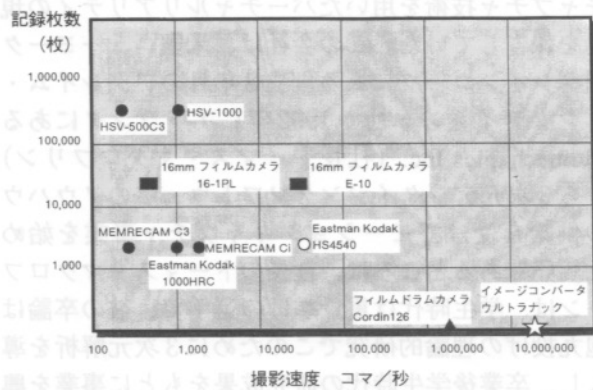 記録枚数
(枚)
1,000,000
HSV-500C3
HSV-1000
100,000
16mm フィルムカメラ
16-1PL
16mm フィルムカメラ
E-10
10,000
MEMRECAM C3
MEMRECAM Ci
Eastman Kodak
1000HRC
Eastman Kodak
HS4540
1,000
フィルムドラムカメラ
Cordin126
イメージコンバータ
ウルトラナック
100
1,000
10,000
100,000
1,000,000
10,000,000
撮影速度 コマ／秒